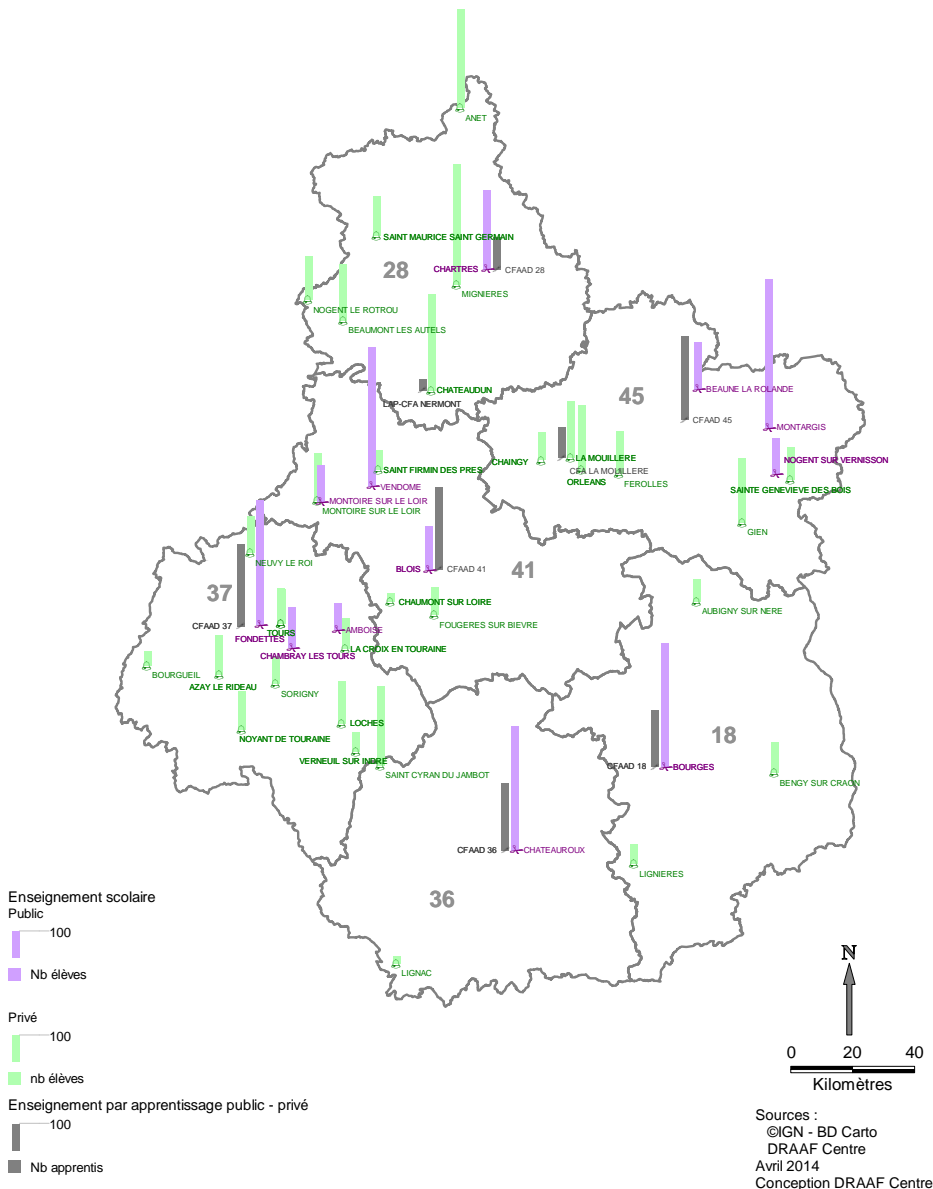 ANET
SAINT MAURICE SAINT GERMAIN
28
CHARTRES
CFAAD 28
MIGNIERES
NOGENT LE ROTROU
BEAUMONT LES AUTELS
CHATEAUDUN
LAP-CFA NERMONT
45
BEAUNE LA ROLANDE
CFAAD 45
MONTARGIS
CHAINGY
LA MOUILLERE
CFA LA MOUILLERE
ORLEANS
FEROLLES
NOGENT SUR VERNISSON
SAINTE GENEVIEVE DES BOIS
GIEN
SAINT FIRMIN DES PRES
VENDOME
MONTOIRE SUR LE LOIR
MONTOIRE SUR LE LOIR
NEUVY LE ROI
BLOIS
CFAAD 41
41
37
CHAUMONT SUR LOIRE
FOUGERES SUR BIEVRE
AUBIGNY SUR NERE
CFAAD 37
TOURS
AMBOISE
FONDETTES
CHAMBRAY LES TOURS
LA CROIX EN TOURAINE
BOURGUEIL
AZAY LE RIDEAU
SORIGNY
LOCHES
NOYANT DE TOURAINE
VERNEUIL SUR INDRE
SAINT CYRAN DU JAMBOT
18
CFAAD 18
BOURGES
BENGY SUR CRAON
CFAAD 36
CHATEAUROUX
LIGNIERES
36
LIGNAC
Enseignement scolaire
Public
100
Nb élèves
Privé
100
nb élèves
Enseignement par apprentissage public - privé
100
Nb apprentis
N
0 20 40
Kilomètres
Sources :
©IGN - BD Carto
DRAAF Centre
Avril 2014
Conception DRAAF Centre